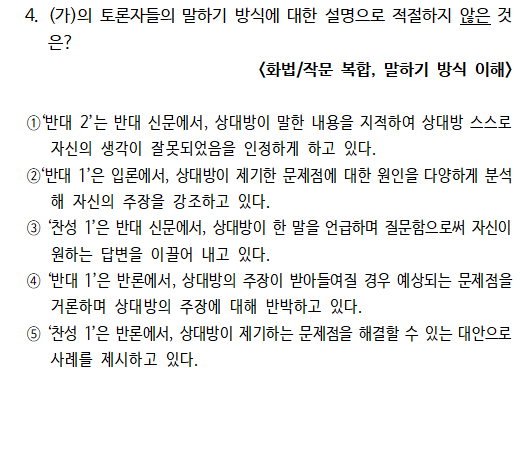 4. (가)의 토론자들의 말하기 방식에 대한 설명으로 적절하지 않은 것
은?
<화법/작문 복합, 말하기 방식 이해>
①‘반대 2’는 반대 신문에서, 상대방이 말한 내용을 지적하여 상대방 스스로
자신의 생각이 잘못되었음을 인정하게 하고 있다.
②‘반대 1’은 입론에서, 상대방이 제기한 문제점에 대한 원인을 다양하게 분석
해 자신의 주장을 강조하고 있다.
③ ‘찬성 1’은 반대 신문에서, 상대방이 한 말을 언급하며 질문함으로써 자신이
원하는 답변을 이끌어 내고 있다.
④ ‘반대 1’은 반론에서, 상대방의 주장이 받아들여질 경우 예상되는 문제점을
거론하며 상대방의 주장에 대해 반박하고 있다.
⑤ ‘찬성 1’은 반론에서, 상대방이 제기하는 문제점을 해결할 수 있는 대안으로
사례를 제시하고 있다.